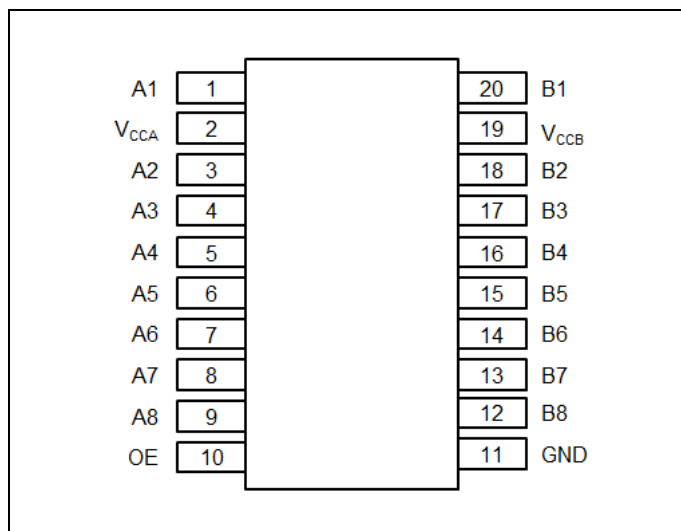 A1 1 20 B1
VCCA 2 19 VCCB
A2 3 18 B2
A3 4 17 B3
A4 5 16 B4
A5 6 15 B5
A6 7 14 B6
A7 8 13 B7
A8 9 12 B8
OE 10 11 GND